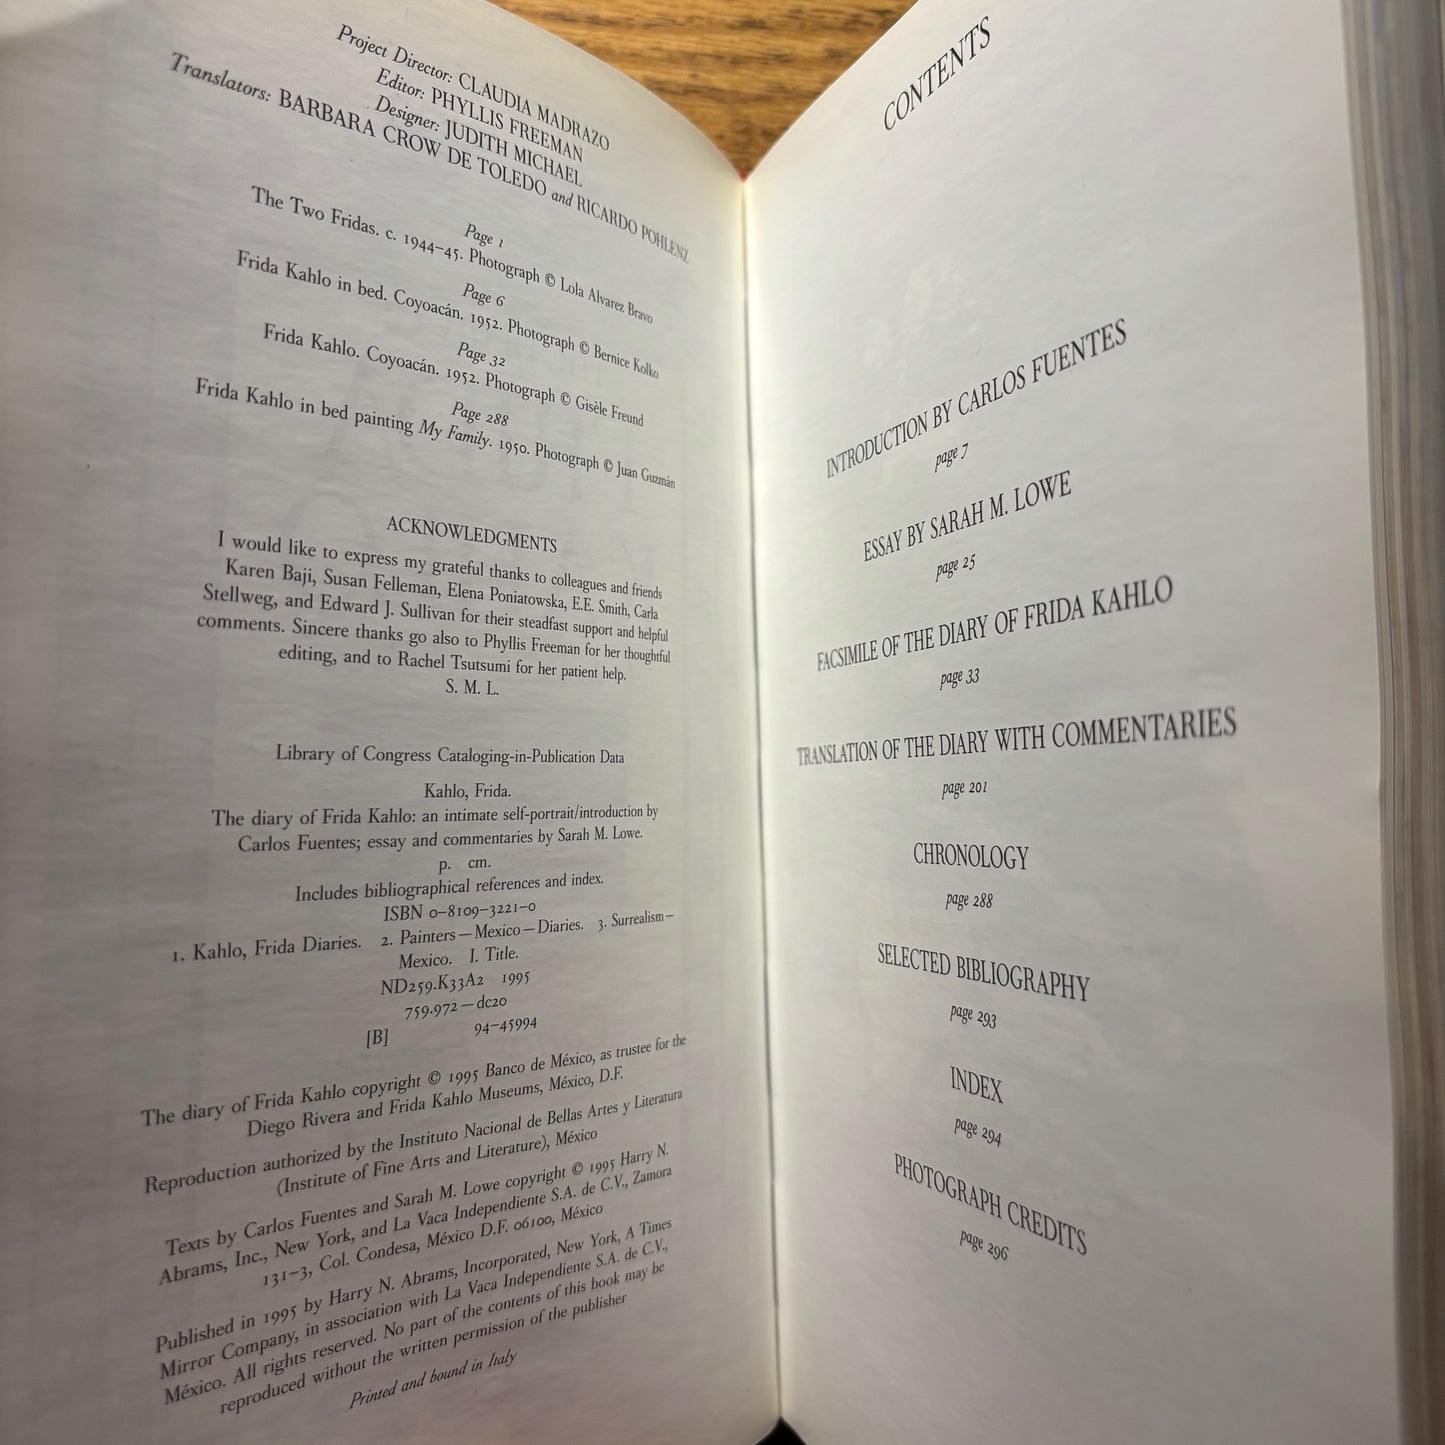 Project Director: CLAUDIA MADRAZO
Editor: PHYLLIS FREEMAN
Designer: JUDITH MICHAEL
Translators: BARBARA CROW DE TOLEDO and RICARDO POHLENZ
Page 1
The Two Fridas. c. 1944–45. Photograph © Lola Alvarez Bravo
Page 6
Frida Kahlo in bed. Coyoacán. 1952. Photograph © Bernice Kolko
Page 32
Frida Kahlo. Coyoacán. 1952. Photograph © Gisèle Freund
Page 288
Frida Kahlo in bed painting My Family. 1950. Photograph © Juan Guzmán
ACKNOWLEDGMENTS
I would like to express my grateful thanks to colleagues and friends
Karen Baji, Susan Felleman, Elena Poniatowska, E.E. Smith, Carla
Stellweg, and Edward J. Sullivan for their steadfast support and helpful
comments. Sincere thanks go also to Phyllis Freeman for her thoughtful
editing, and to Rachel Tsutsumi for her patient help.
S. M. L.
Library of Congress Cataloging-in-Publication Data
Kahlo, Frida.
The diary of Frida Kahlo: an intimate self-portrait/introduction by
Carlos Fuentes; essay and commentaries by Sarah M. Lowe.
p. cm.
Includes bibliographical references and index.
ISBN 0–8109–3221–0
1. Kahlo, Frida Diaries. 2. Painters—Mexico—Diaries. 3. Surrealism—
Mexico. I. Title.
ND259.K33A2 1995
759.972—dc20
[B] 94–45994
The diary of Frida Kahlo copyright © 1995 Banco de México, as trustee for the
Diego Rivera and Frida Kahlo Museums, México, D.F.
Reproduction authorized by the Instituto Nacional de Bellas Artes y Literatura
(Institute of Fine Arts and Literature), México
Texts by Carlos Fuentes and Sarah M. Lowe copyright © 1995 Harry N.
Abrams, Inc., New York, and La Vaca Independiente S.A. de C.V., Zamora
131–3, Col. Condesa, México D.F. 06100, México
Published in 1995 by Harry N. Abrams, Incorporated, New York, A Times
Mirror Company, in association with La Vaca Independiente S.A. de C.V.,
México. All rights reserved. No part of the contents of this book may be
reproduced without the written permission of the publisher
Printed and bound in Italy
CONTENTS
INTRODUCTION BY CARLOS FUENTES
page 7
ESSAY BY SARAH M. LOWE
page 25
FACSIMILE OF THE DIARY OF FRIDA KAHLO
page 33
TRANSLATION OF THE DIARY WITH COMMENTARIES
page 201
CHRONOLOGY
page 288
SELECTED BIBLIOGRAPHY
page 293
INDEX
page 294
PHOTOGRAPH CREDITS
page 296